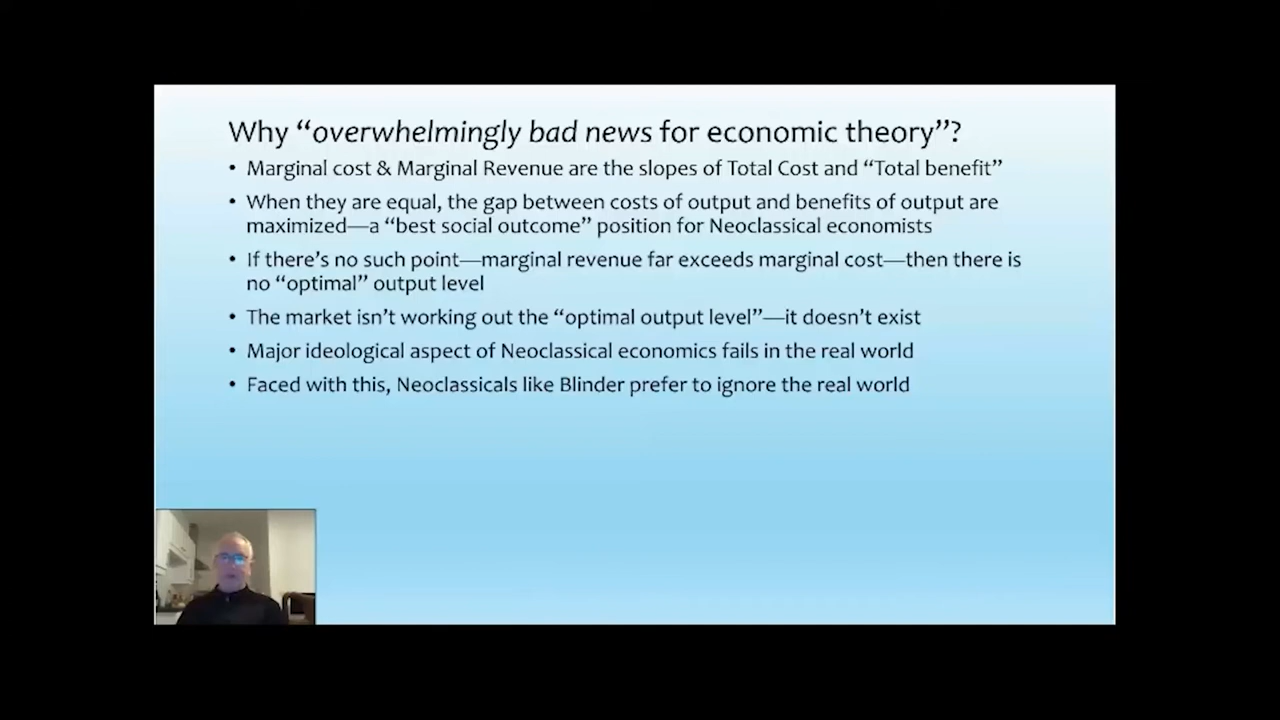 Why “overwhelmingly bad news for economic theory”?
• Marginal cost & Marginal Revenue are the slopes of Total Cost and “Total benefit”
• When they are equal, the gap between costs of output and benefits of output are
maximized—a “best social outcome” position for Neoclassical economists
• If there’s no such point—marginal revenue far exceeds marginal cost—then there is
no “optimal” output level
• The market isn’t working out the “optimal output level”—it doesn’t exist
• Major ideological aspect of Neoclassical economics fails in the real world
• Faced with this, Neoclassicals like Blinder prefer to ignore the real world